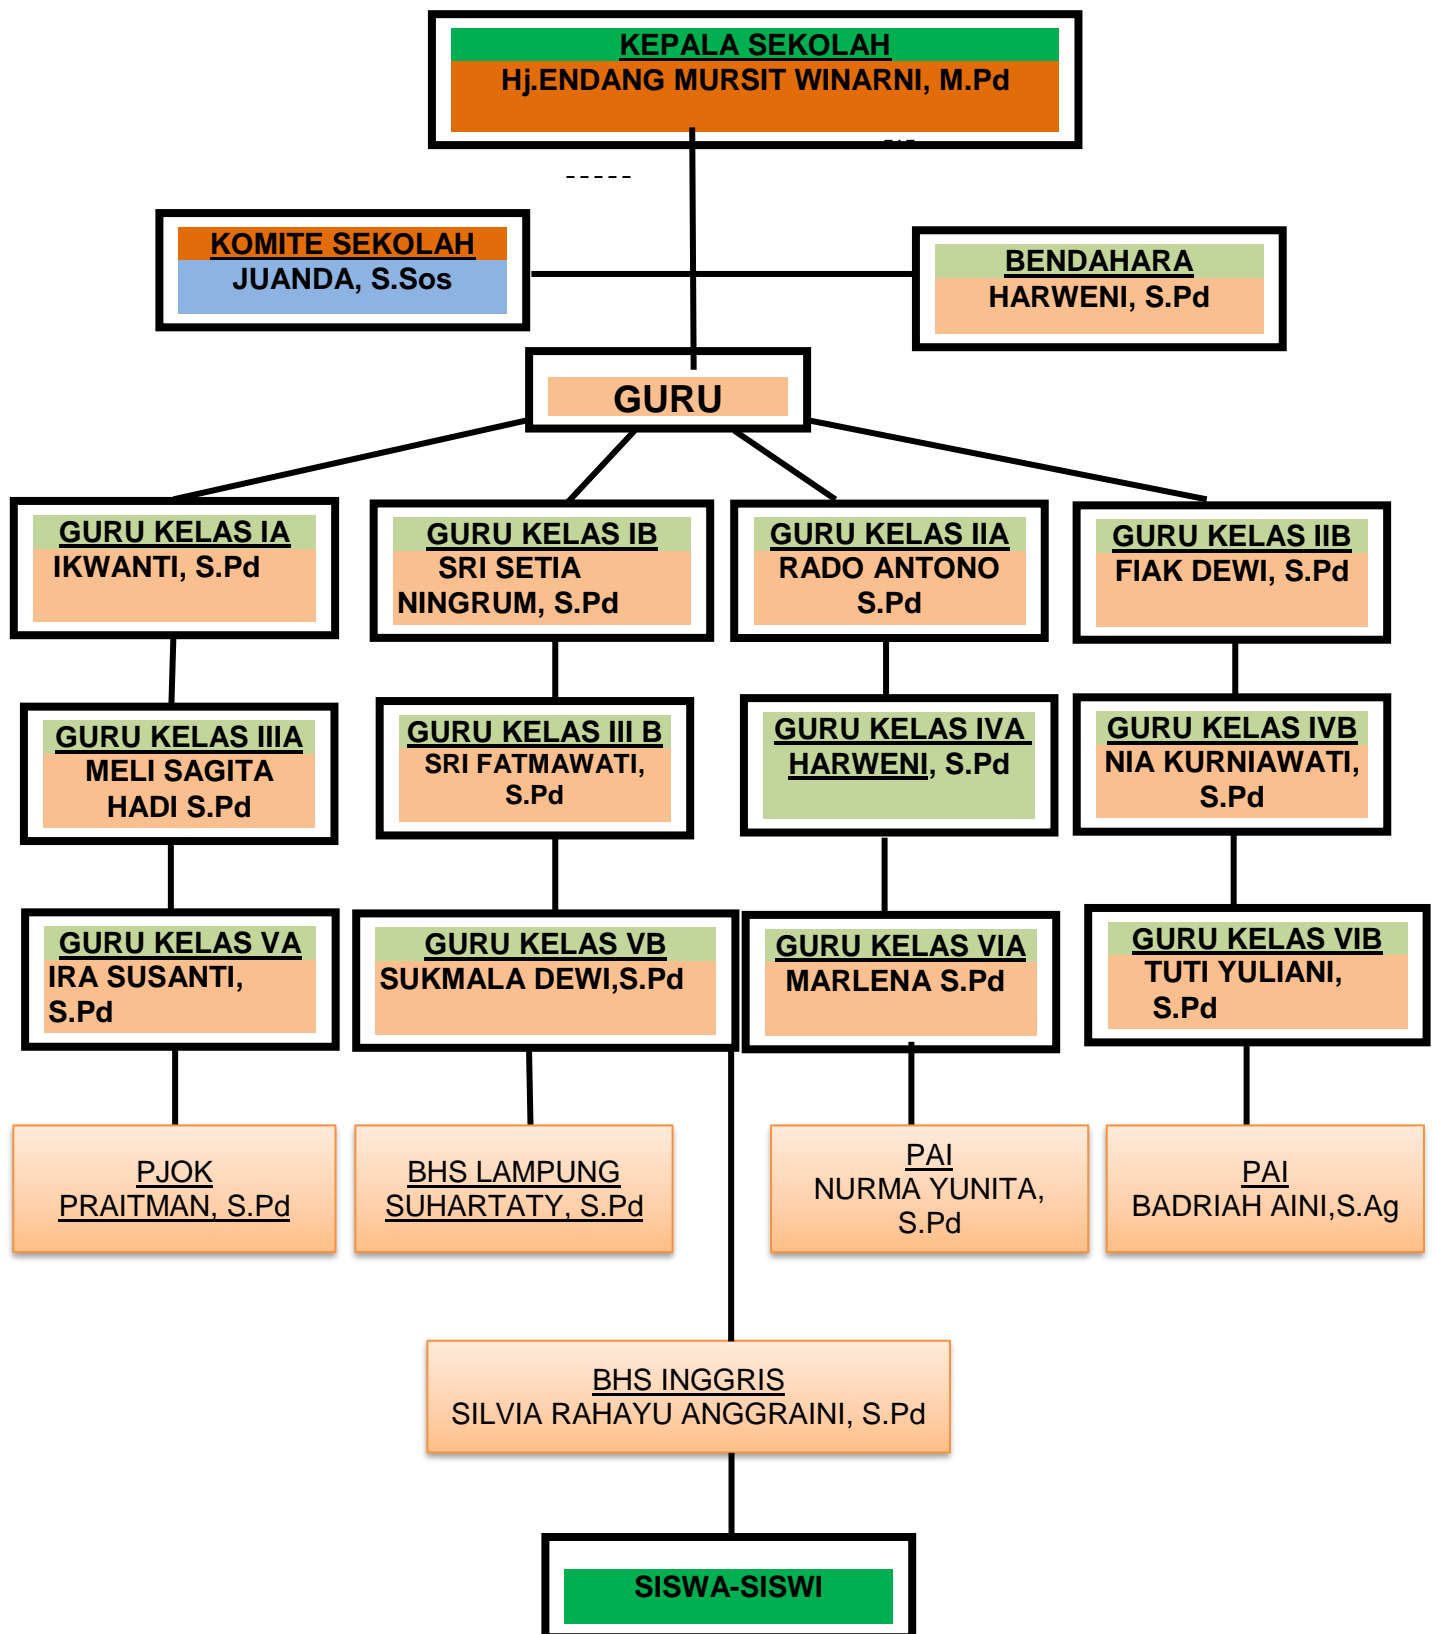 KEPALA SEKOLAH
Hj.ENDANG MURSIT WINARNI, M.Pd
-----
KOMITE SEKOLAH
JUANDA, S.Sos
BENDAHARA
HARWENI, S.Pd
GURU
GURU KELAS IA
IKWANTI, S.Pd
GURU KELAS IB
SRI SETIA
NINGRUM, S.Pd
GURU KELAS IIA
RADO ANTONO
S.Pd
GURU KELAS IIB
FIAK DEWI, S.Pd
GURU KELAS IIIA
MELI SAGITA
HADI S.Pd
GURU KELAS III B
SRI FATMAWATI,
S.Pd
GURU KELAS IVA
HARWENI, S.Pd
GURU KELAS IVB
NIA KURNIAWATI,
S.Pd
GURU KELAS VA
IRA SUSANTI,
S.Pd
GURU KELAS VB
SUKMALA DEWI,S.Pd
GURU KELAS VIA
MARLENA S.Pd
GURU KELAS VIB
TUTI YULIANI,
S.Pd
PJOK
PRAITMAN, S.Pd
BHS LAMPUNG
SUHARTATY, S.Pd
PAI
NURMA YUNITA,
S.Pd
PAI
BADRIAH AINI,S.Ag
BHS INGGRIS
SILVIA RAHAYU ANGGRAINI, S.Pd
SISWA-SISWI